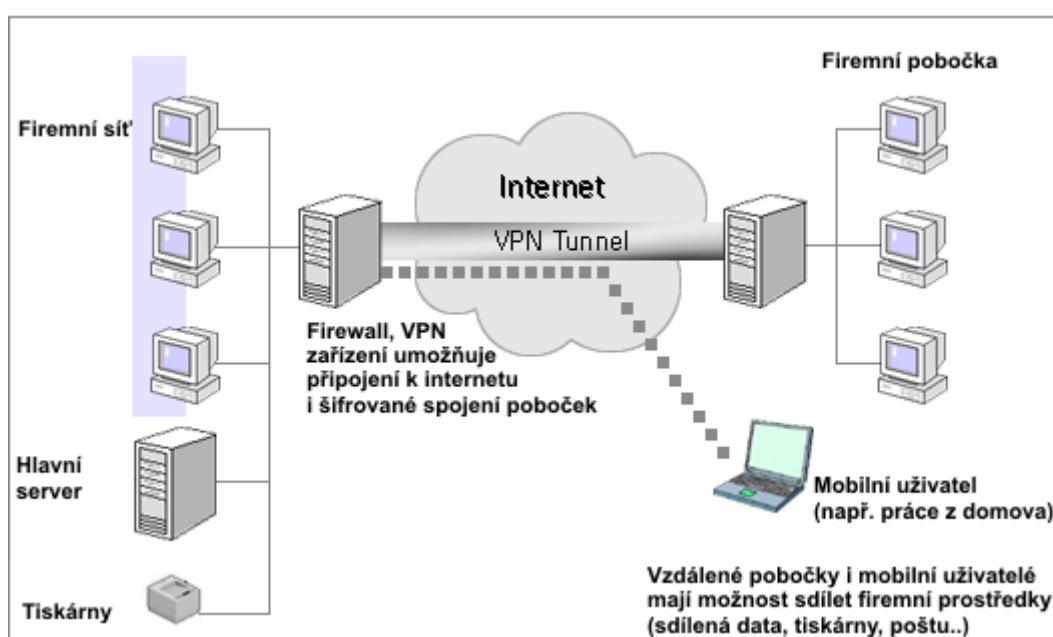 Firemní pobočka
Firemní síť
Internet
VPN Tunnel
Firewall, VPN
zařízení umožňuje
připojení k internetu
i šifrované spojení poboček
Hlavní
server
Mobilní uživatel
(např. práce z domova)
Tiskárny
Vzdálené pobočky i mobilní uživatelé
mají možnost sdílet firemní prostředky
(sdílená data, tiskárny, poštu..)